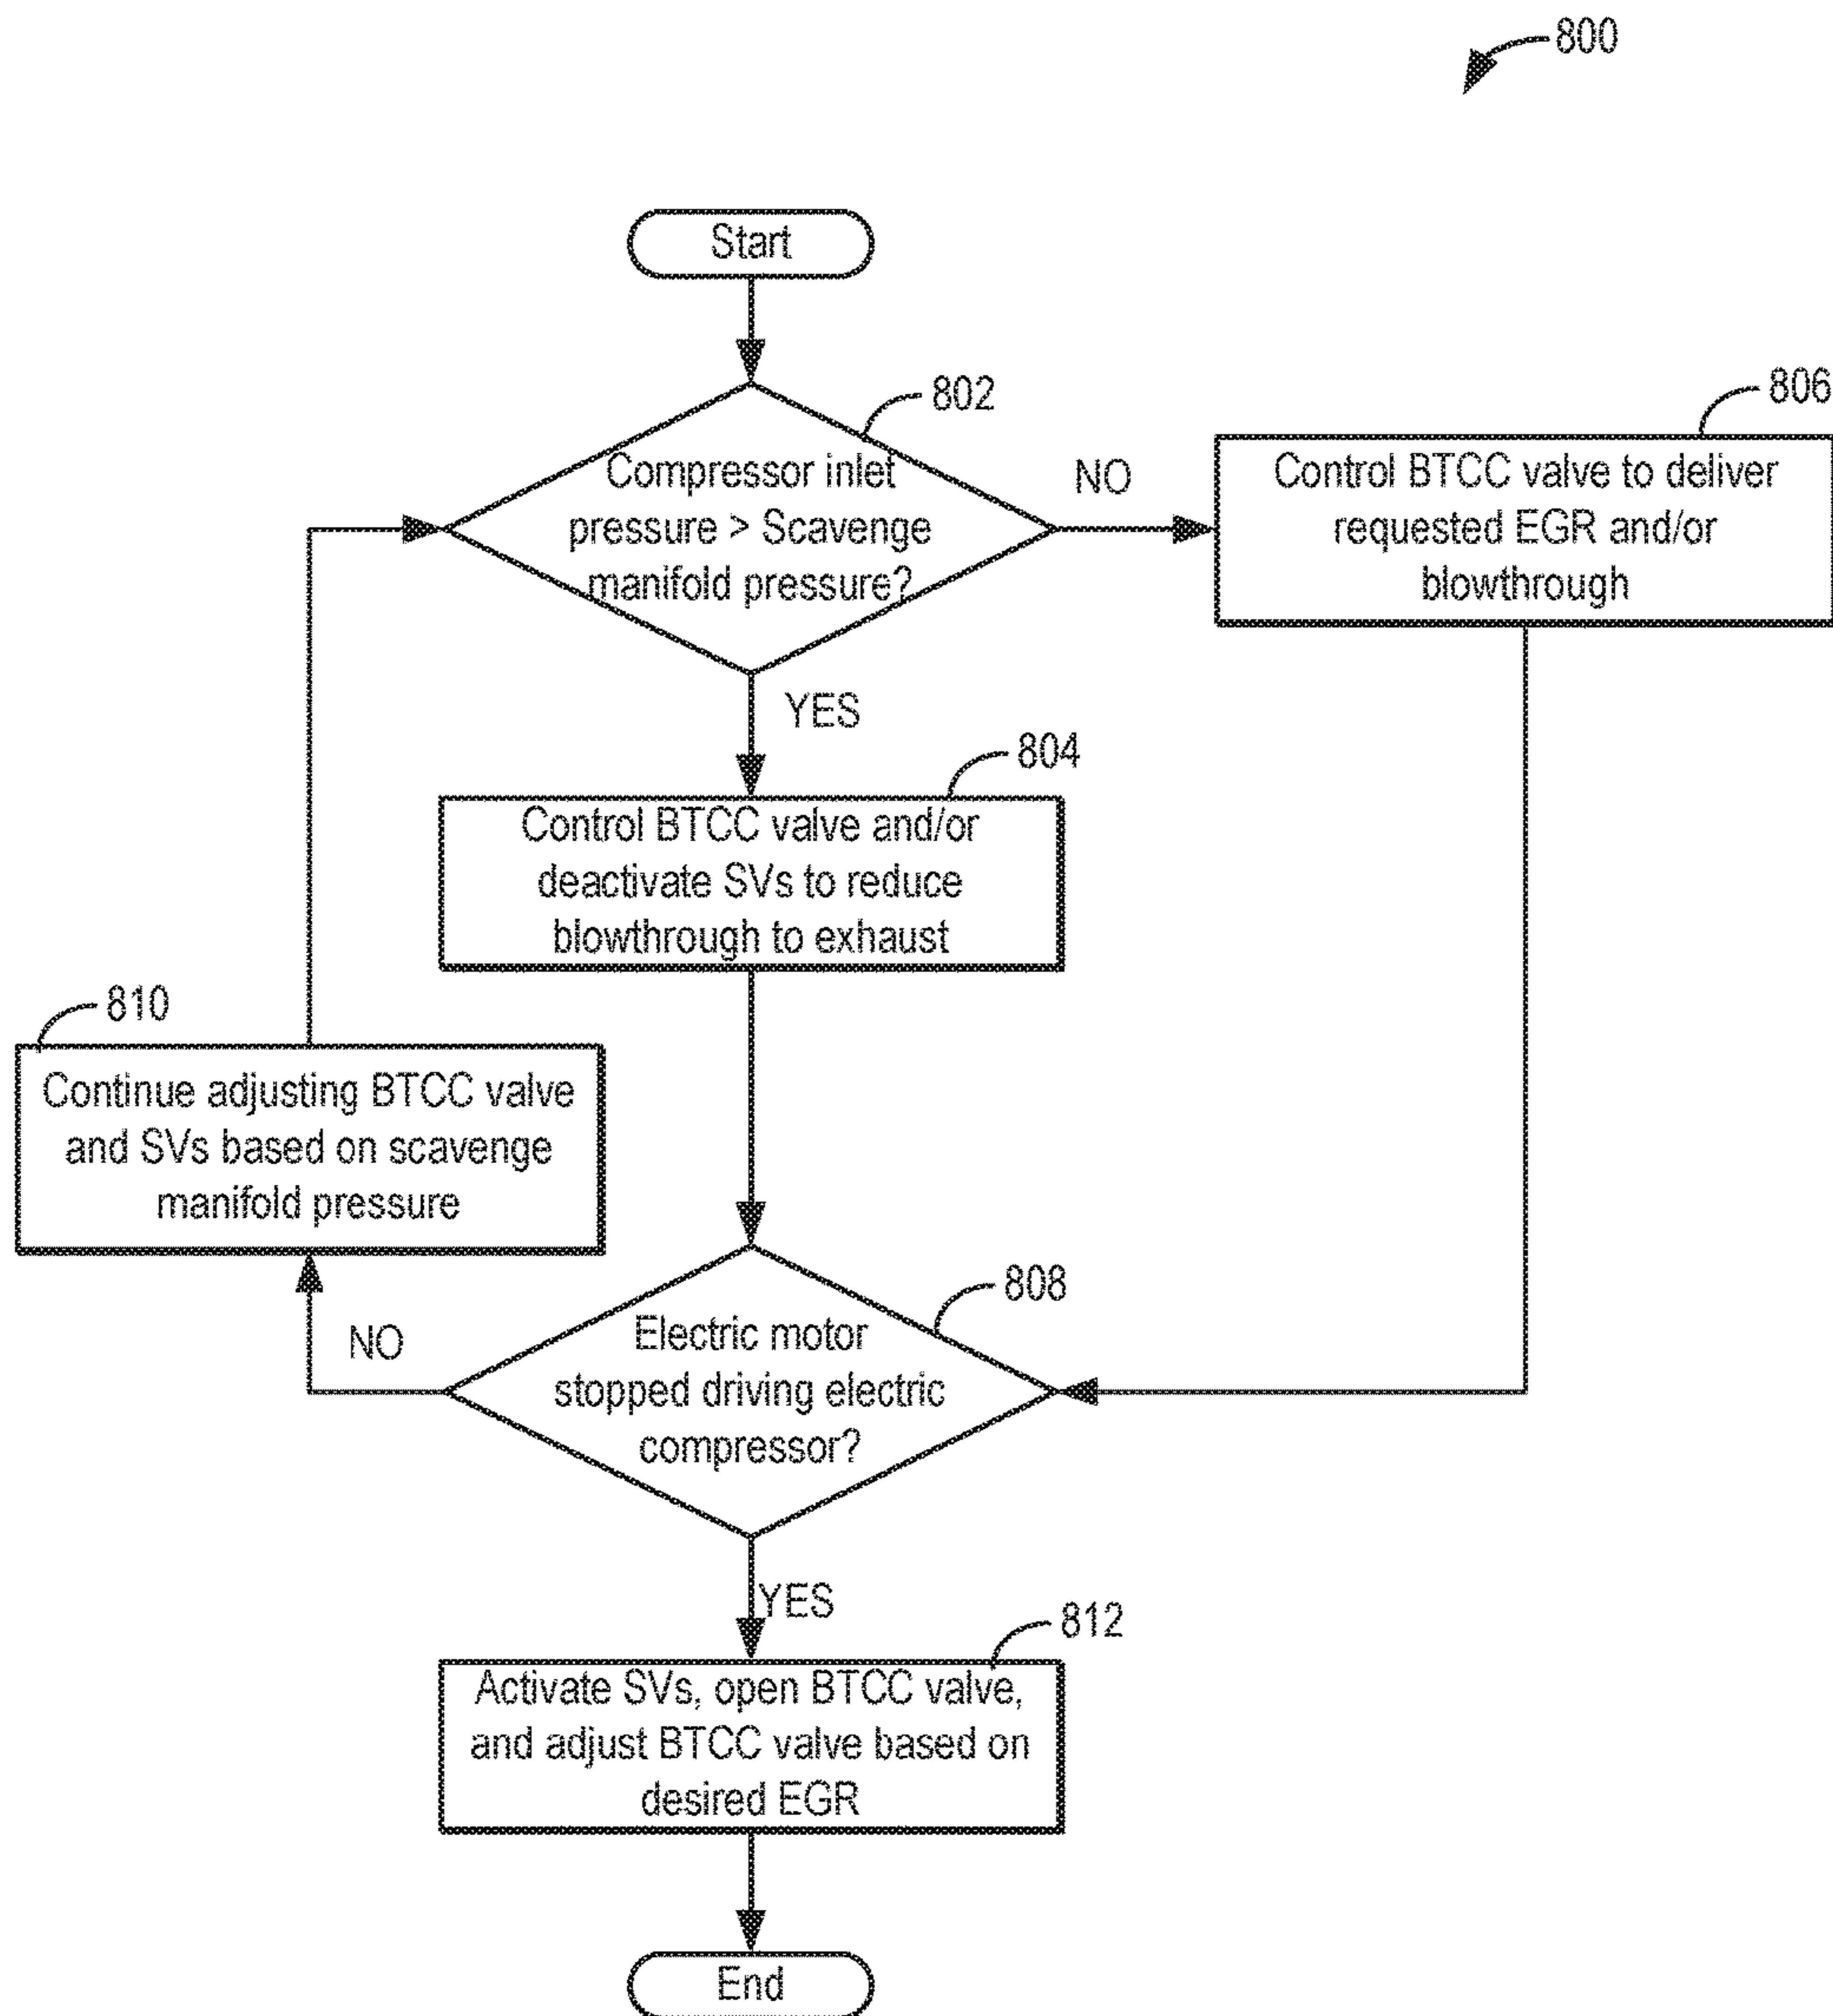 800
Start
802
Compressor inlet
pressure > Scavenge
manifold pressure?
NO
806
Control BTCC valve to deliver
requested EGR and/or
blowthrough
YES
804
Control BTCC valve and/or
deactivate SVs to reduce
blowthrough to exhaust
810
Continue adjusting BTCC valve
and SVs based on scavenge
manifold pressure
808
Electric motor
stopped driving electric
compressor?
NO
YES
812
Activate SVs, open BTCC valve,
and adjust BTCC valve based on
desired EGR
End